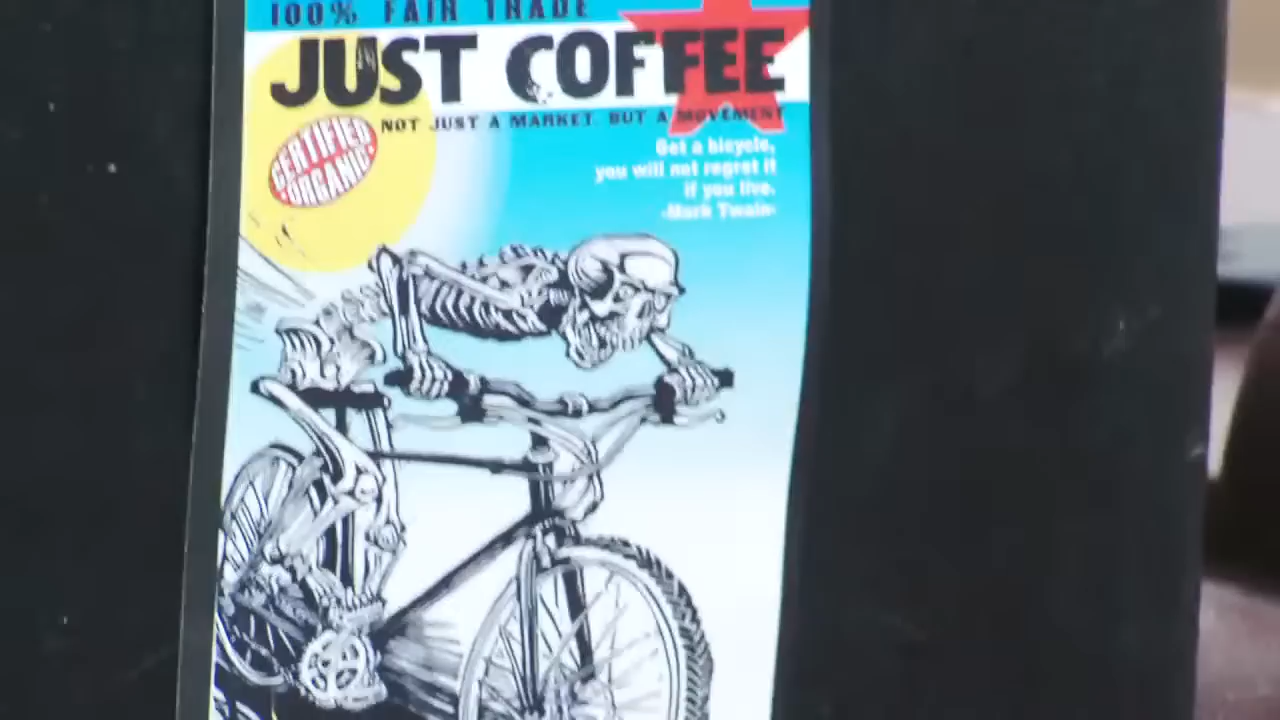 100% FAIR TRADE
JUST COFFEE
NOT JUST A MARKET, BUT A MOVEMENT
CERTIFIED
ORGANIC
Get a bicycle,
you will not regret it
if you live.
-Mark Twain-